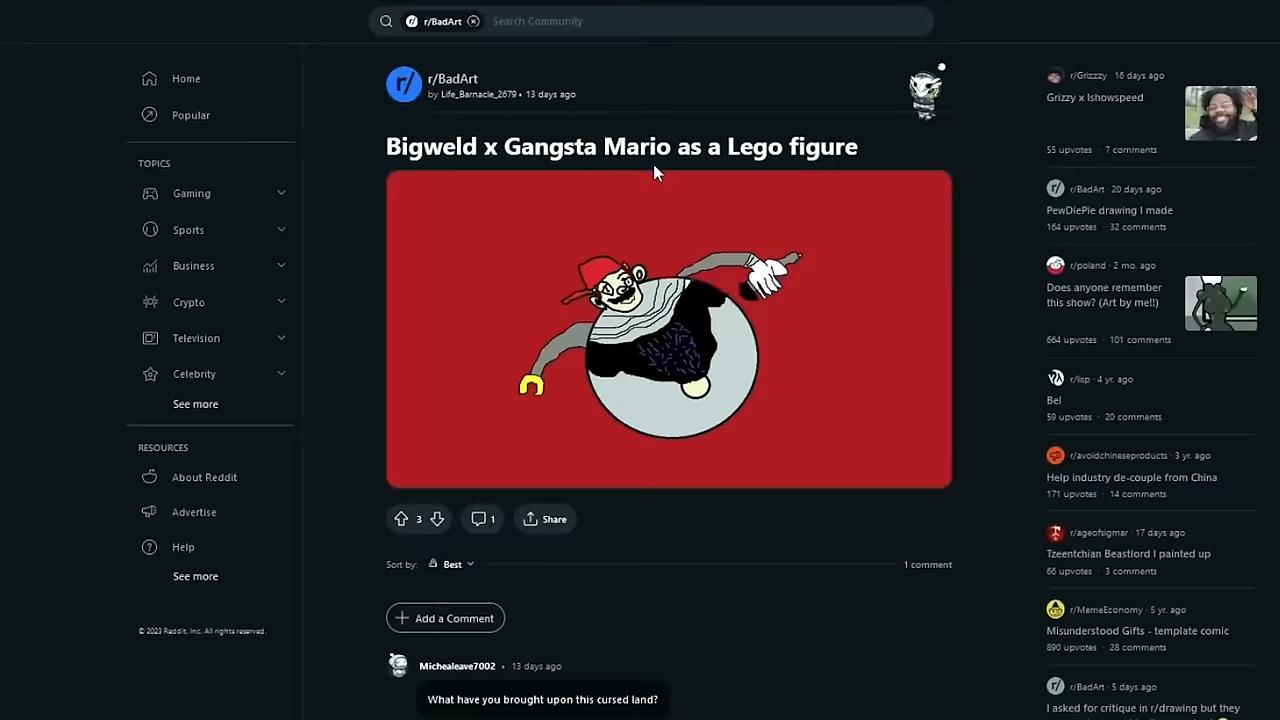 r/BadArt
Search Community
Home
Popular
TOPICS
Gaming
Sports
Business
Crypto
Television
Celebrity
See more
RESOURCES
About Reddit
Advertise
Help
See more
© 2023 Reddit, Inc. All rights reserved.
r/
r/BadArt
by Life_Barnacle_2679 • 13 days ago
Bigweld x Gangsta Mario as a Lego figure
3
1
Share
Sort by: Best
1 comment
Add a Comment
Michealeave7002 • 13 days ago
What have you brought upon this cursed land?
r/Grizzzy · 16 days ago
Grizzy x Ishowspeed
55 upvotes · 7 comments
r/BadArt · 20 days ago
PewDiePie drawing I made
164 upvotes · 32 comments
r/poland · 2 mo. ago
Does anyone remember
this show? (Art by me!!)
664 upvotes · 101 comments
r/lisp · 4 yr. ago
Bel
59 upvotes · 20 comments
r/avoidchineseproducts · 3 yr. ago
Help industry de-couple from China
171 upvotes · 14 comments
r/ageofsigmar · 17 days ago
Tzeentchian Beastlord I painted up
66 upvotes · 3 comments
r/MemeEconomy · 5 yr. ago
Misunderstood Gifts - template comic
890 upvotes · 28 comments
r/BadArt · 5 days ago
I asked for critique in r/drawing but they